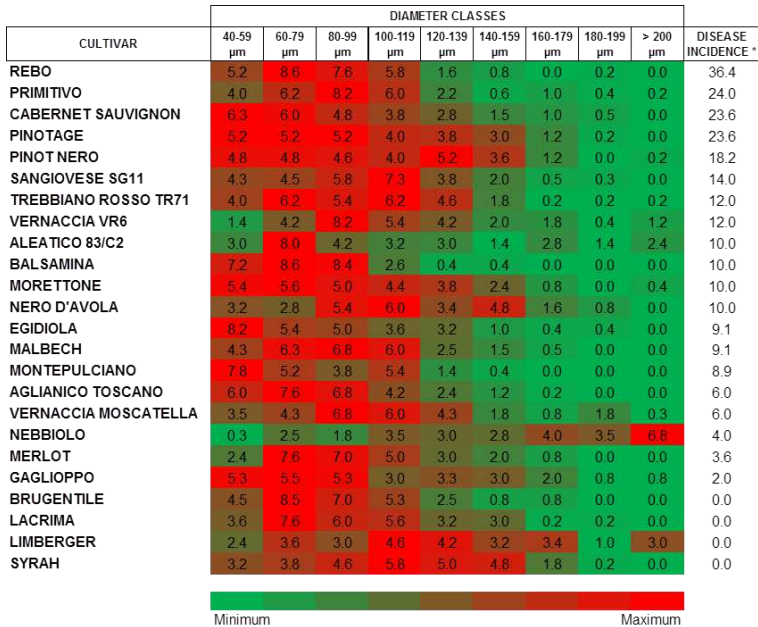 DIAMETER CLASSES
CULTIVAR 40-59 µm 60-79 µm 80-99 µm 100-119 µm 120-139 µm 140-159 µm 160-179 µm 180-199 µm > 200 µm DISEASE INCIDENCE *
REBO 5.2 8.6 7.6 5.8 1.6 0.8 0.0 0.2 0.0 36.4
PRIMITIVO 4.0 6.2 8.2 6.0 2.2 0.6 1.0 0.4 0.2 24.0
CABERNET SAUVIGNON 6.3 6.0 4.8 3.8 2.8 1.5 1.0 0.5 0.0 23.6
PINOTAGE 5.2 5.2 5.2 4.0 3.8 3.0 1.2 0.2 0.0 23.6
PINOT NERO 4.8 4.8 4.6 4.0 5.2 3.6 1.2 0.0 0.2 18.2
SANGIOVESE SG11 4.3 4.5 5.8 7.3 3.8 2.0 0.5 0.3 0.0 14.0
TREBBIANO ROSSO TR71 4.0 6.2 5.4 6.2 4.6 1.8 0.2 0.2 0.2 12.0
VERNACCIA VR6 1.4 4.2 8.2 5.4 4.2 2.0 1.8 0.4 1.2 12.0
ALEATICO 83/C2 3.0 8.0 4.2 3.2 3.0 1.4 2.8 1.4 2.4 10.0
BALSAMINA 7.2 8.6 8.4 2.6 0.4 0.4 0.0 0.0 0.0 10.0
MORETTONE 5.4 5.6 5.0 4.4 3.8 2.4 0.8 0.0 0.4 10.0
NERO D'AVOLA 3.2 2.8 5.4 6.0 3.4 4.8 1.6 0.8 0.0 10.0
EGIDIOLA 8.2 5.4 5.0 3.6 3.2 1.0 0.4 0.4 0.0 9.1
MALBECH 4.3 6.3 6.8 6.0 2.5 1.5 0.5 0.0 0.0 9.1
MONTEPULCIANO 7.8 5.2 3.8 5.4 1.4 0.4 0.0 0.0 0.0 8.9
AGLIANICO TOSCANO 6.0 7.6 6.8 4.2 2.4 1.2 0.2 0.0 0.0 6.0
VERNACCIA MOSCATELLA 3.5 4.3 6.8 6.0 4.3 1.8 0.8 1.8 0.3 6.0
NEBBIOLO 0.3 2.5 1.8 3.5 3.0 2.8 4.0 3.5 6.8 4.0
MERLOT 2.4 7.6 7.0 5.0 3.0 2.0 0.8 0.0 0.0 3.6
GAGLIOPPO 5.3 5.5 5.3 3.0 3.3 3.0 2.0 0.8 0.8 2.0
BRUGENTILE 4.5 8.5 7.0 5.3 2.5 0.8 0.8 0.0 0.0 0.0
LACRIMA 3.6 7.6 6.0 5.6 3.2 3.0 0.2 0.2 0.0 0.0
LIMBERGER 2.4 3.6 3.0 4.6 4.2 3.2 3.4 1.0 3.0 0.0
SYRAH 3.2 3.8 4.6 5.8 5.0 4.8 1.8 0.2 0.0 0.0
Minimum Maximum